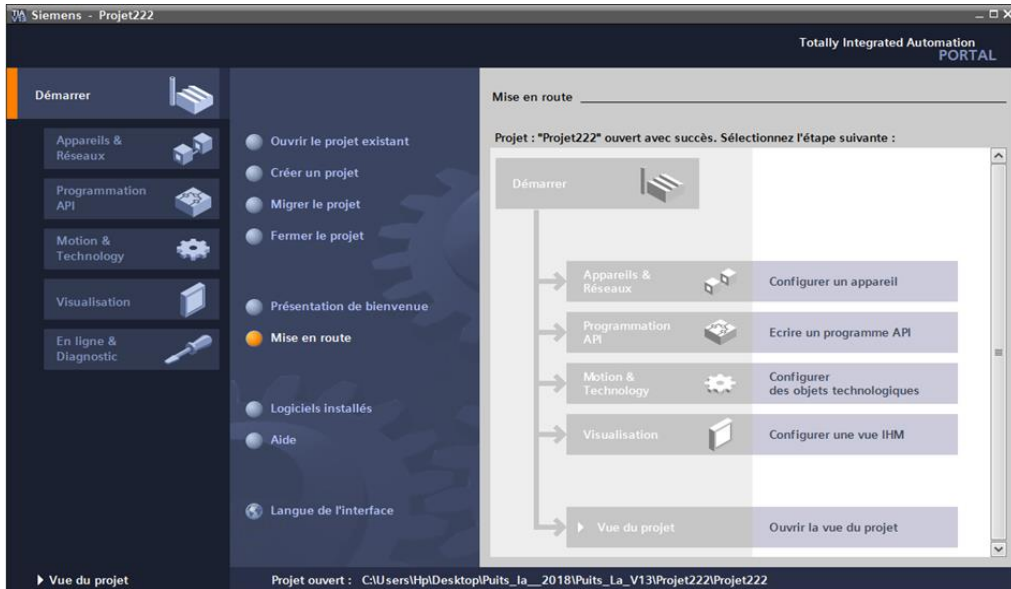 Siemens - Projet222
Totally Integrated Automation
PORTAL
Démarrer
Appareils &
Réseaux
Programmation
API
Motion &
Technology
Visualisation
En ligne &
Diagnostic
Ouvrir le projet existant
Créer un projet
Migrer le projet
Fermer le projet
Présentation de bienvenue
Mise en route
Logiciels installés
Aide
Langue de l'interface
Mise en route
Projet : "Projet222" ouvert avec succès. Sélectionnez l'étape suivante :
Démarrer
Appareils &
Réseaux
Configurer un appareil
Programmation
API
Ecrire un programme API
Motion &
Technology
Configurer
des objets technologiques
Visualisation
Configurer une vue IHM
Vue du projet
Ouvrir la vue du projet
Vue du projet
Projet ouvert : C:\Users\Hp\Desktop\Puits_la__2018\Puits_La_V13\Projet222\Projet222